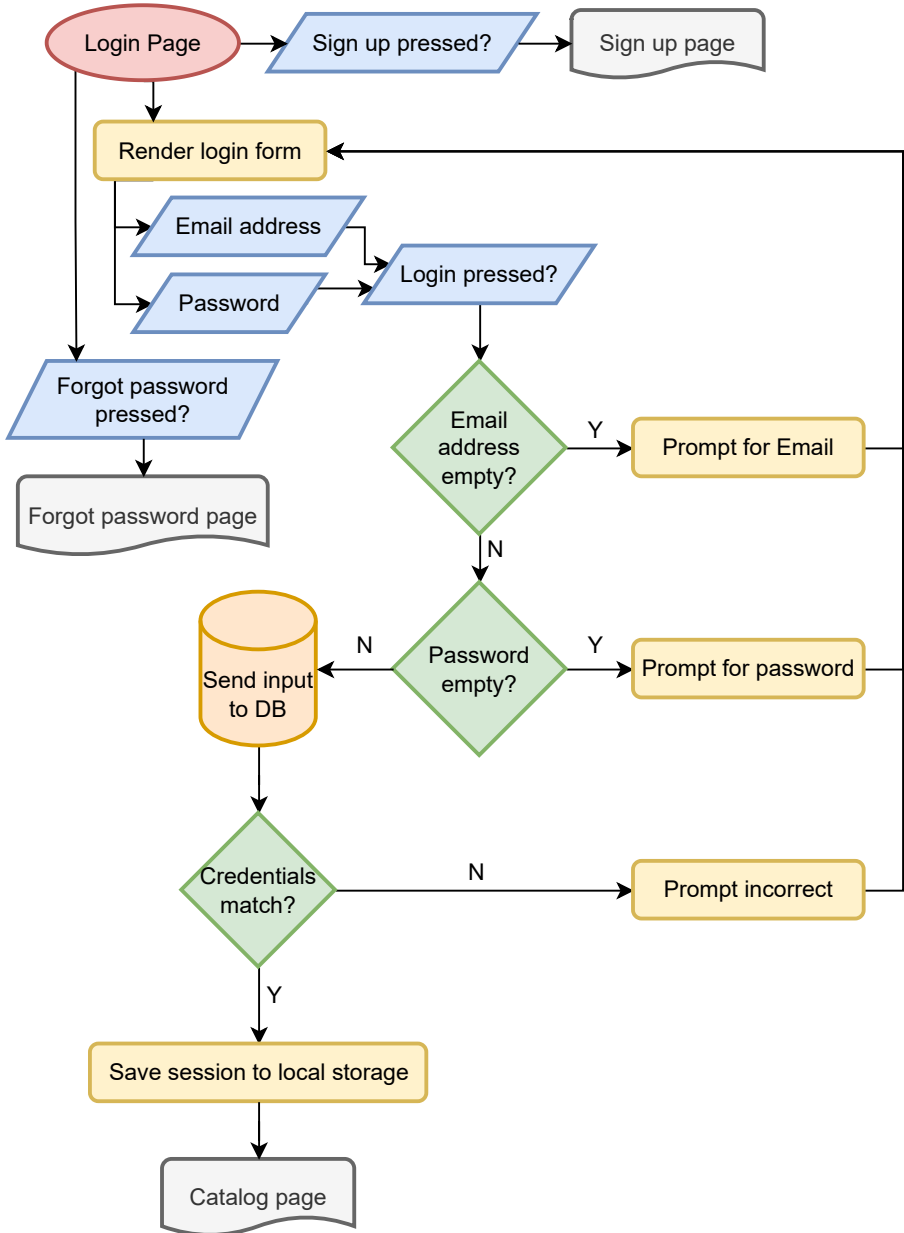 Login Page
Sign up pressed?
Sign up page
Render login form
Email address
Login pressed?
Password
Forgot password
pressed?
Email
address
empty?
Y
Prompt for Email
Forgot password page
N
Send input
to DB
N
Password
empty?
Y
Prompt for password
Credentials
match?
N
Prompt incorrect
Y
Save session to local storage
Catalog page